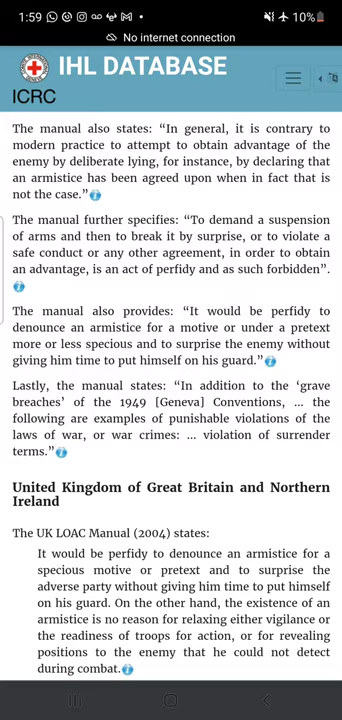 1:59
10%
No internet connection
IHL DATABASE
ICRC
The manual also states: “In general, it is contrary to
modern practice to attempt to obtain advantage of the
enemy by deliberate lying, for instance, by declaring that
an armistice has been agreed upon when in fact that is
not the case.”
The manual further specifies: “To demand a suspension
of arms and then to break it by surprise, or to violate a
safe conduct or any other agreement, in order to obtain
an advantage, is an act of perfidy and as such forbidden”.
The manual also provides: “It would be perfidy to
denounce an armistice for a motive or under a pretext
more or less specious and to surprise the enemy without
giving him time to put himself on his guard.”
Lastly, the manual states: “In addition to the ‘grave
breaches’ of the 1949 [Geneva] Conventions, ... the
following are examples of punishable violations of the
laws of war, or war crimes: ... violation of surrender
terms.”
United Kingdom of Great Britain and Northern
Ireland
The UK LOAC Manual (2004) states:
It would be perfidy to denounce an armistice for a
specious motive or pretext and to surprise the
adverse party without giving him time to put himself
on his guard. On the other hand, the existence of an
armistice is no reason for relaxing either vigilance or
the readiness of troops for action, or for revealing
positions to the enemy that he could not detect
during combat.